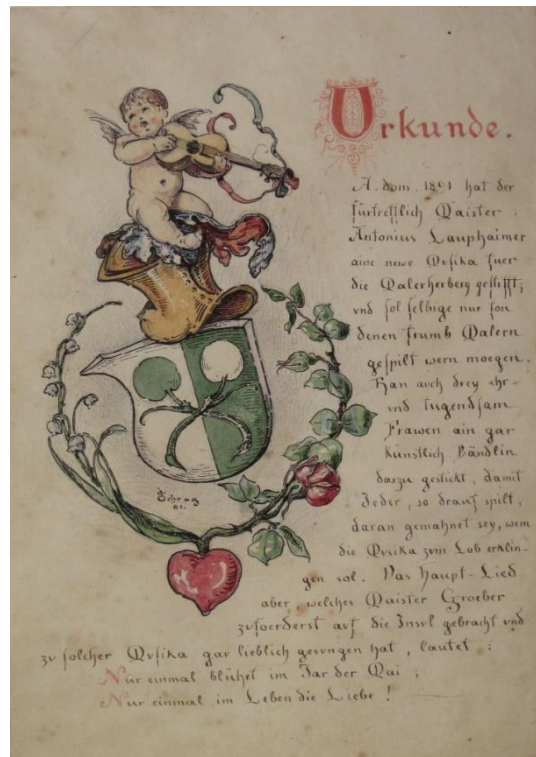 Urkunde.
A. dom. 1891 hat der
fürtrefflich Maister
Antonius Lauphaimer
aine newe Musika fuer
die Malerherberg gestifft;
vnd sol selbige nur fon
denen frumb Malern
gespilt wern moegen.
Han auch drey ehr=
vnd tugendsam
Frawen ain gar
Künstlich Bändlin
darzu gestickt, damit
Jeder, so drauf spilt,
daran gemahnet sey, wem
die Musika zum Lob erklin-
gen sol. Das Haupt-Lied
aber, welches Maister Groeber
zufoerderst auf die Insul gebracht vnd
zu solcher Musika gar lieblich gesungen hat, lautet:
Nur einmal blühet im Jar der Mai;
Nur einmal im Leben die Liebe!
91.